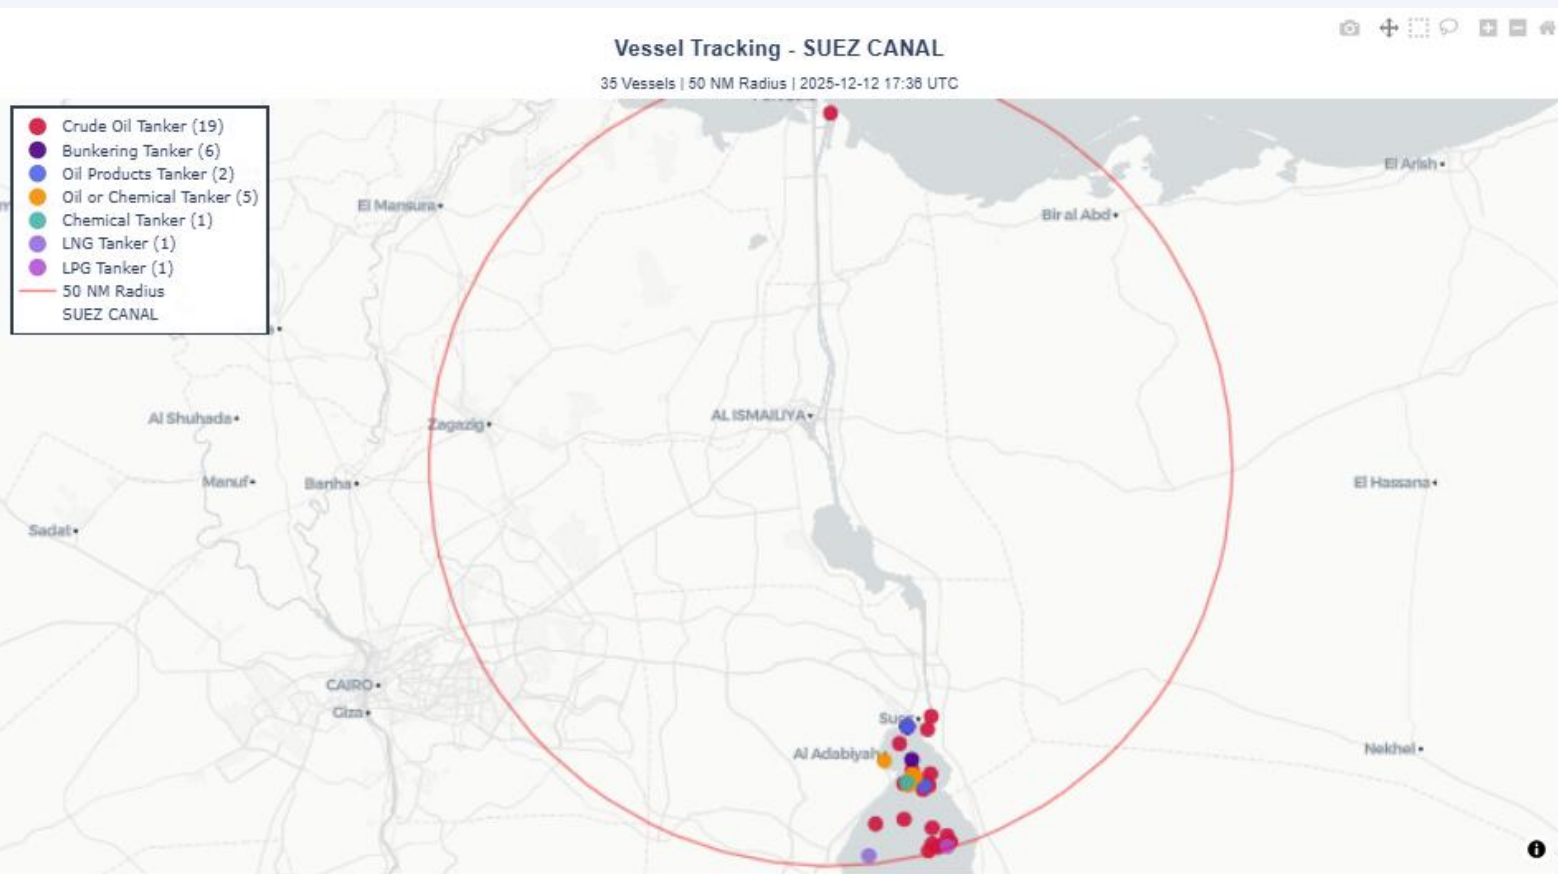 Vessel Tracking - SUEZ CANAL
35 Vessels | 50 NM Radius | 2025-12-12 17:36 UTC
Crude Oil Tanker (19)
Bunkering Tanker (6)
Oil Products Tanker (2)
Oil or Chemical Tanker (5)
Chemical Tanker (1)
LNG Tanker (1)
LPG Tanker (1)
50 NM Radius
SUEZ CANAL
El Arish
El Mansura
Bir al Abd
AL ISMAILIYA
Al Shuhada
Zagazig
Manuf
Banha
El Hassana
Sadat
CAIRO
Giza
Al Adabiyah
Nekhel